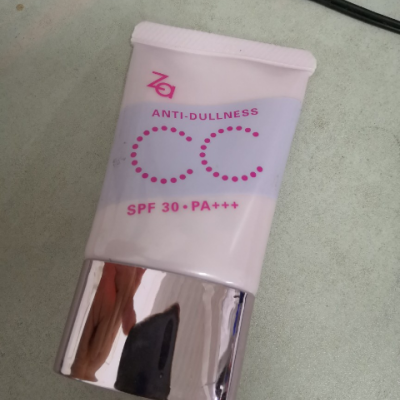 Za
ANTI-DULLNESS
CC
SPF 30•PA+++